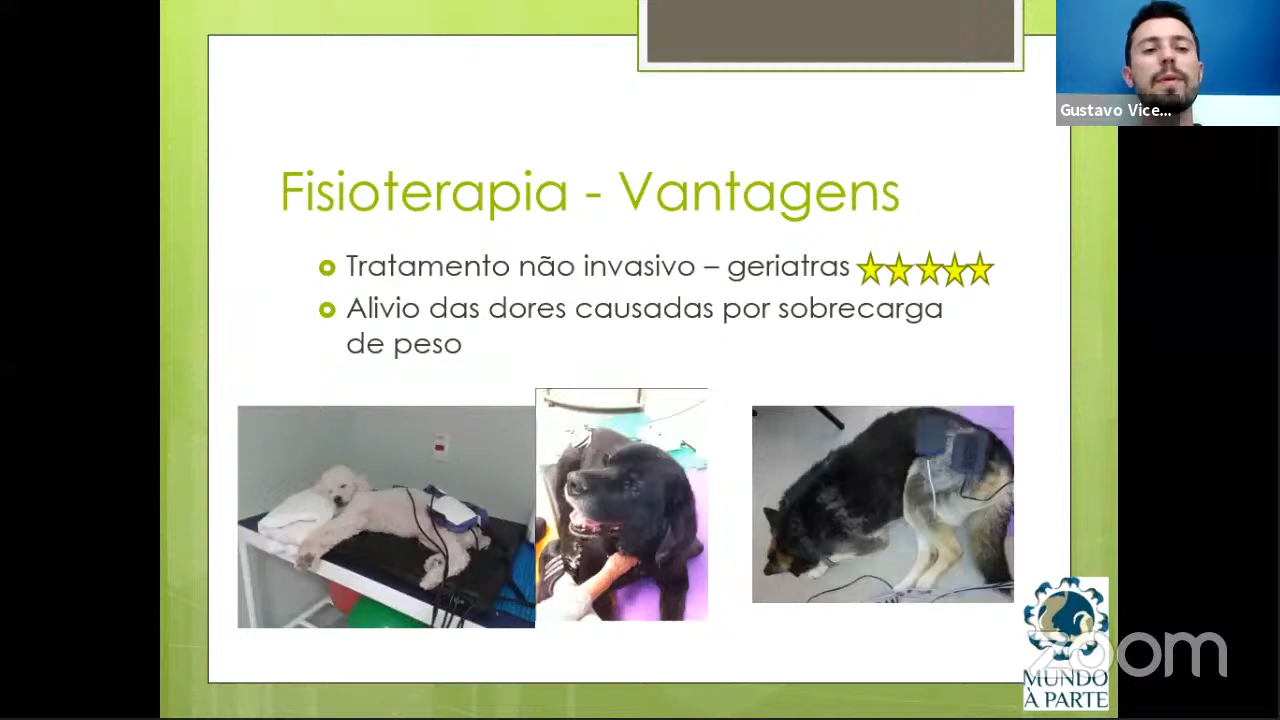 Gustavo Vice...
Fisioterapia - Vantagens
Tratamento não invasivo – geriatras
Alivio das dores causadas por sobrecarga
de peso
zoom
MUNDO
À PARTE